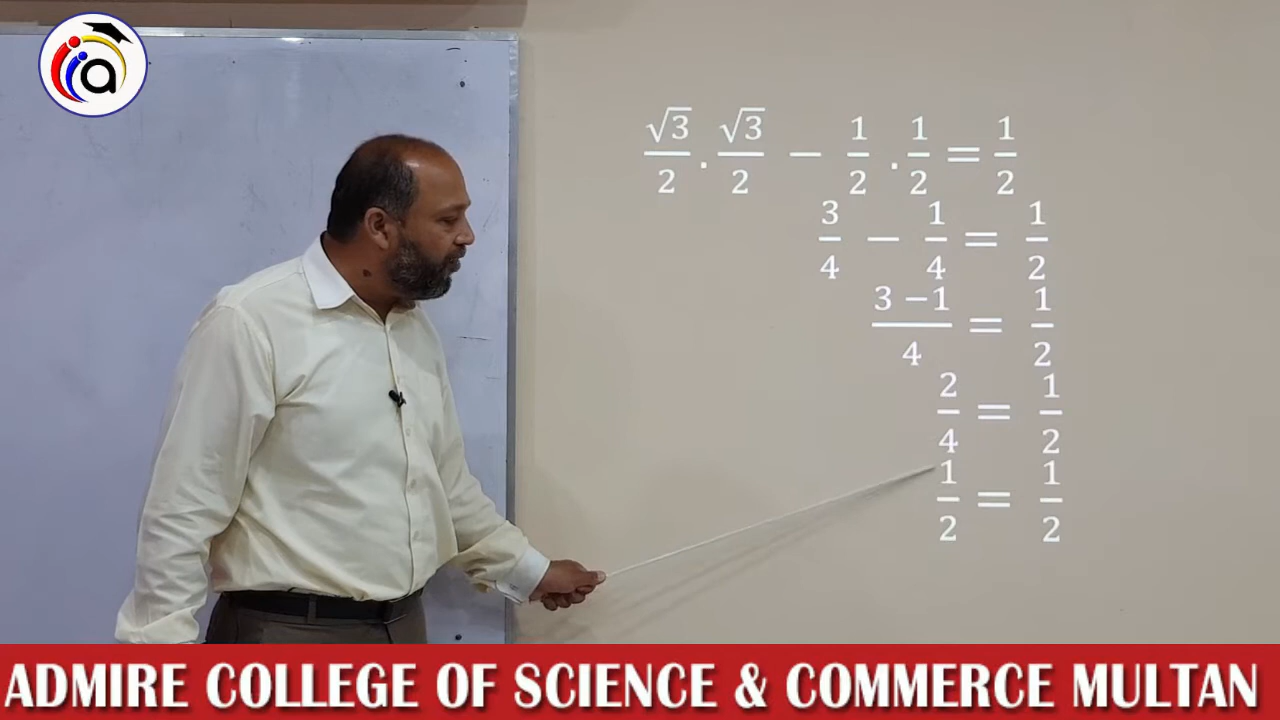 a
√3/2 . √3/2 − 1/2 . 1/2 = 1/2
3/4 − 1/4 = 1/2
3 −1/4 = 1/2
2/4 = 1/2
1/2 = 1/2
ADMIRE COLLEGE OF SCIENCE & COMMERCE MULTAN